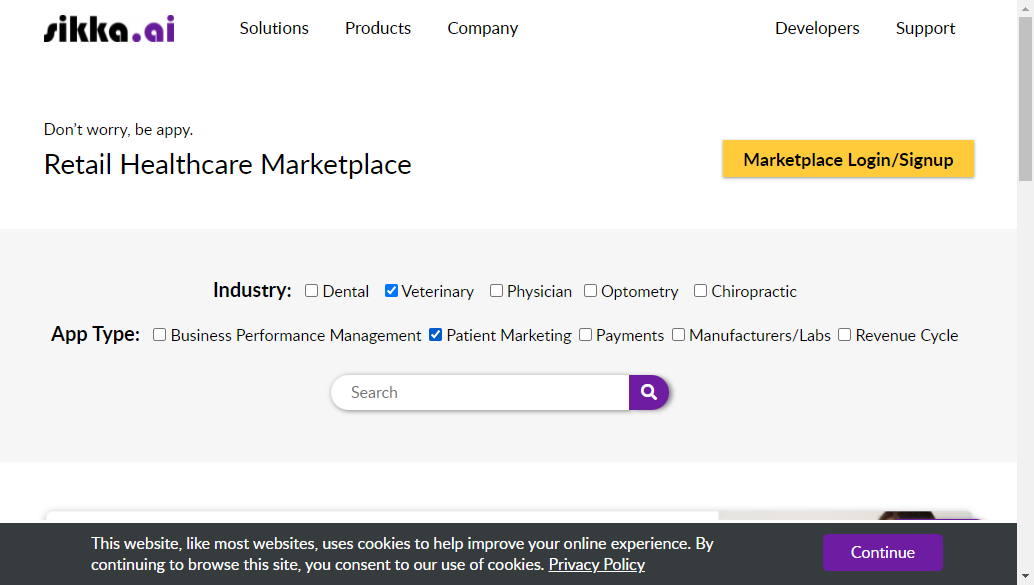 sikka.ai
Solutions Products Company Developers Support
Don't worry, be appy.
Retail Healthcare Marketplace
Marketplace Login/Signup
Industry: Dental Veterinary Physician Optometry Chiropractic
App Type: Business Performance Management Patient Marketing Payments Manufacturers/Labs Revenue Cycle
Search
This website, like most websites, uses cookies to help improve your online experience. By
continuing to browse this site, you consent to our use of cookies. Privacy Policy
Continue